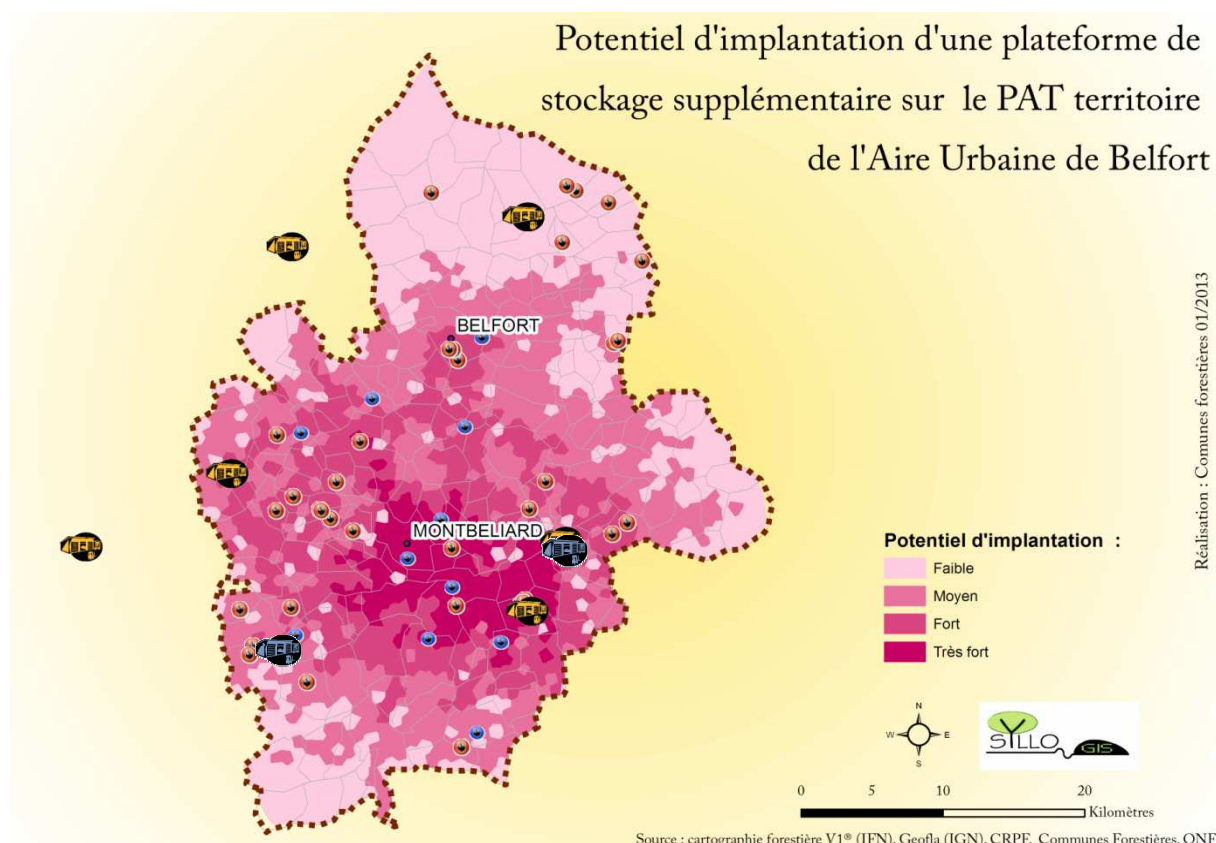 Potentiel d'implantation d'une plateforme de
stockage supplémentaire sur le PAT territoire
de l'Aire Urbaine de Belfort
BELFORT
MONTBELIARD
Réalisation : Comunes forestières 01/2013
Potentiel d'implantation :
Faible
Moyen
Fort
Très fort
N
W E
S
SYLLO GIS
0 5 10 20
Kilomètres
Source : cartographie forestière V1® (IFN), Geofla (IGN), CRPF, Communes Forestières, ONF